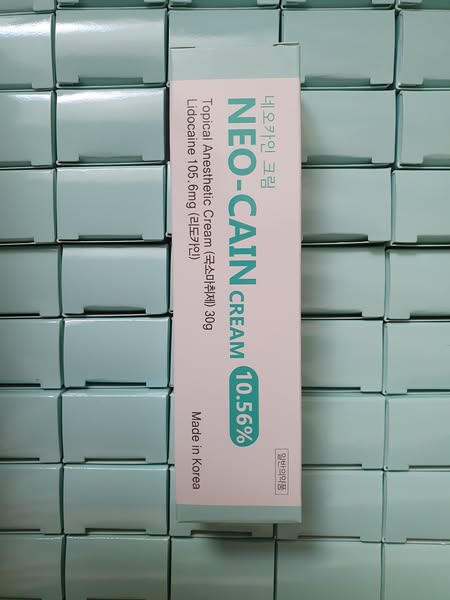 네오카인 크림
NEO-CAIN CREAM 10.56%
Topical Anesthetic Cream (국소마취제) 30g
Lidocaine 105.6mg (리도카인)
Made in Korea
일반의약품